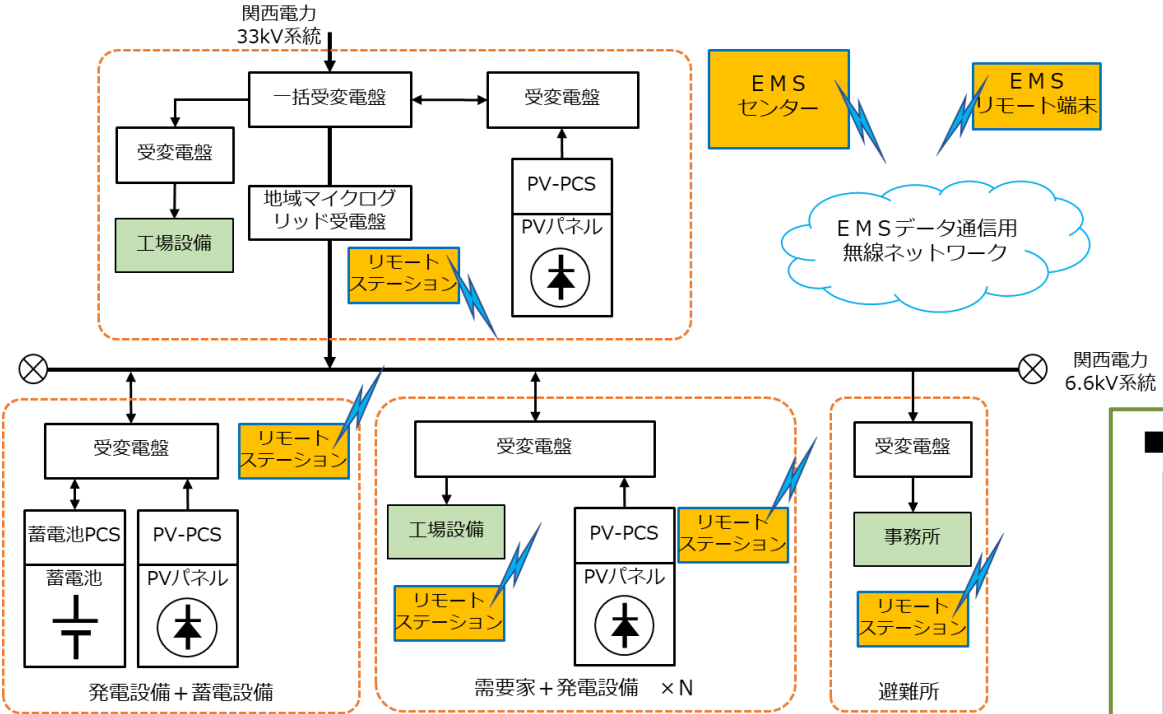 関西電力
33kV系統
一括受変電盤
受変電盤
受変電盤
PV-PCS
PVパネル
地域マイクログ
リッド受電盤
工場設備
リモート
ステーション
ＥＭＳ
センター
ＥＭＳ
リモート端末
ＥＭＳデータ通信用
無線ネットワーク
関西電力
6.6kV系統
受変電盤
リモート
ステーション
蓄電池PCS
蓄電池
PV-PCS
PVパネル
発電設備＋蓄電設備
受変電盤
工場設備
リモート
ステーション
PV-PCS
PVパネル
リモート
ステーション
需要家＋発電設備　×N
受変電盤
事務所
リモート
ステーション
避難所
■